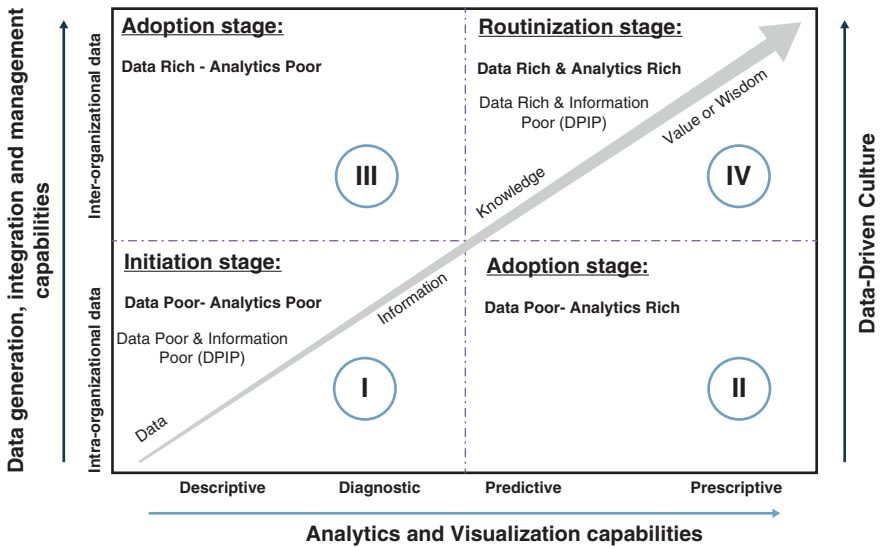 Data generation, integration and management
capabilities
Inter-organizational data
Intra-organizational data
Adoption stage:
Data Rich - Analytics Poor
III
Routinization stage:
Data Rich & Analytics Rich
Data Rich & Information
Poor (DPIP)
IV
Value or Wisdom
Knowledge
Initiation stage:
Data Poor- Analytics Poor
Data Poor & Information
Poor (DPIP)
I
Information
Data
Adoption stage:
Data Poor- Analytics Rich
II
Data-Driven Culture
Descriptive
Diagnostic
Predictive
Prescriptive
Analytics and Visualization capabilities